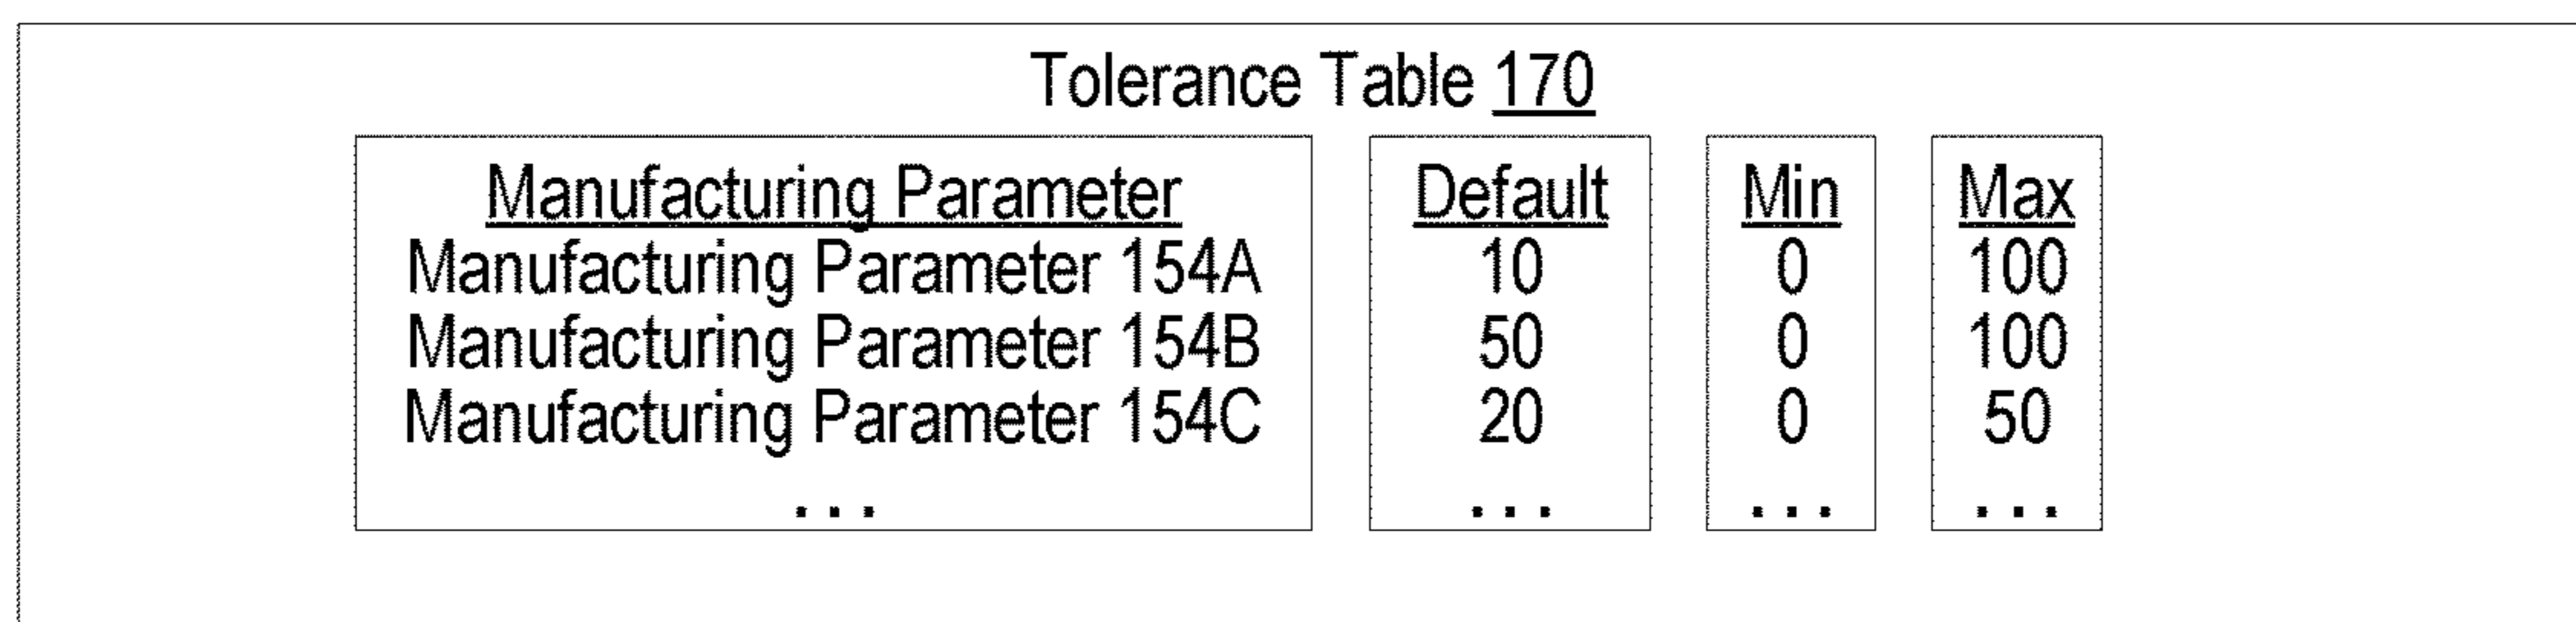 Tolerance Table 170
Manufacturing Parameter Default Min Max
Manufacturing Parameter 154A 10 0 100
Manufacturing Parameter 154B 50 0 100
Manufacturing Parameter 154C 20 0 50
... ... ... ...